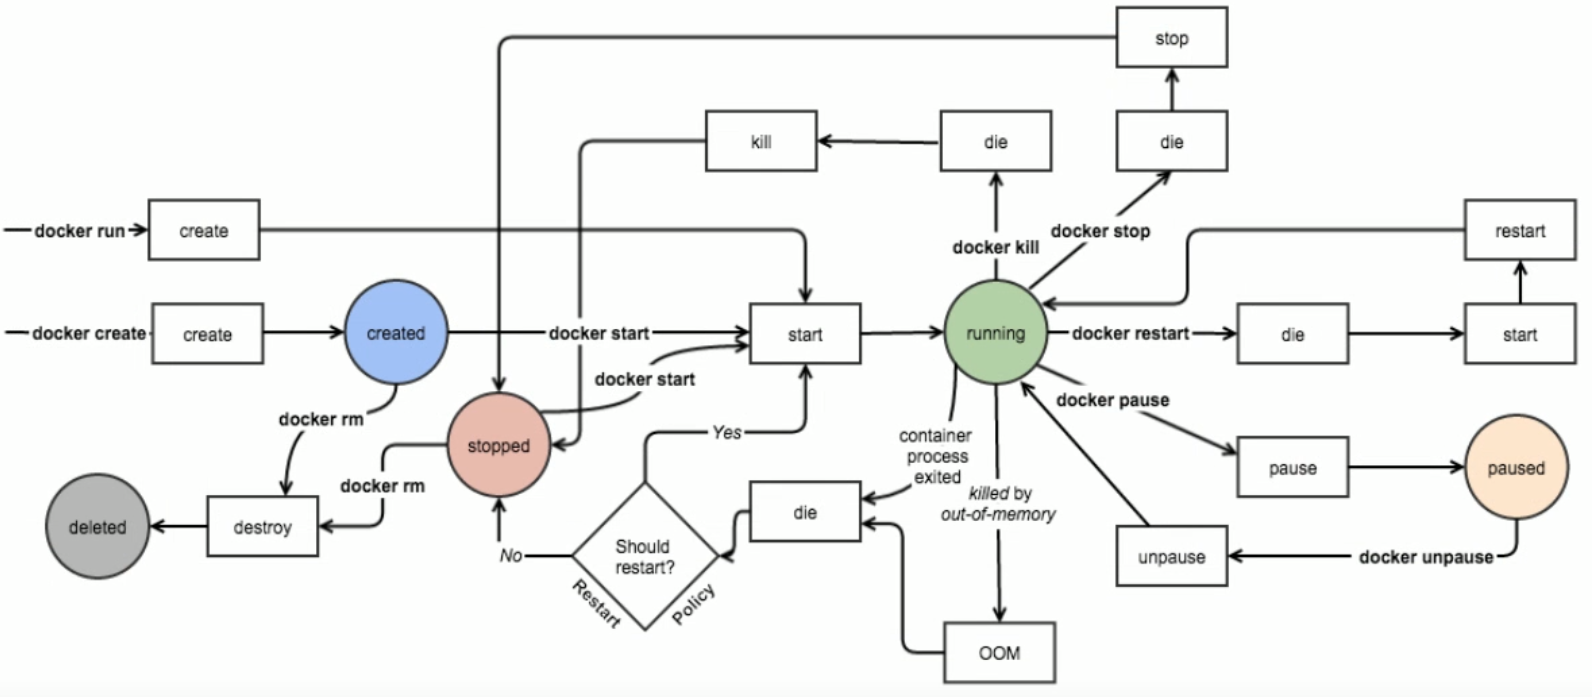 stop
kill
die
die
docker run
create
docker kill
docker stop
restart
docker create
create
created
docker start
start
running
docker restart
die
start
docker start
docker rm
stopped
docker pause
Yes
container
process
exited
pause
paused
docker rm
killed by
out-of-memory
deleted
destroy
No
Should
restart?
Restart
Policy
die
unpause
docker unpause
OOM